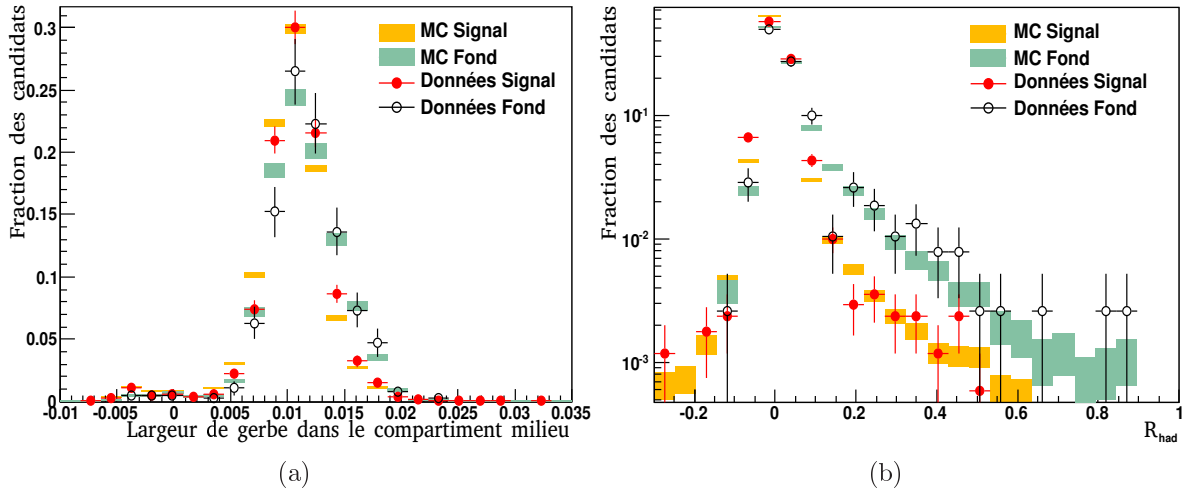 Fraction des candidats
0.3
0.25
0.2
0.15
0.1
0.05
0
-0.01
-0.005
0
0.005
0.01
0.015
0.02
0.025
0.03
0.035
MC Signal
MC Fond
Données Signal
Données Fond
Largeur de gerbe dans le compartiment milieu
(a)
Fraction des candidats
10-1
10-2
10-3
-0.2
0
0.2
0.4
0.6
0.8
1
MC Signal
MC Fond
Données Signal
Données Fond
Rhad
(b)